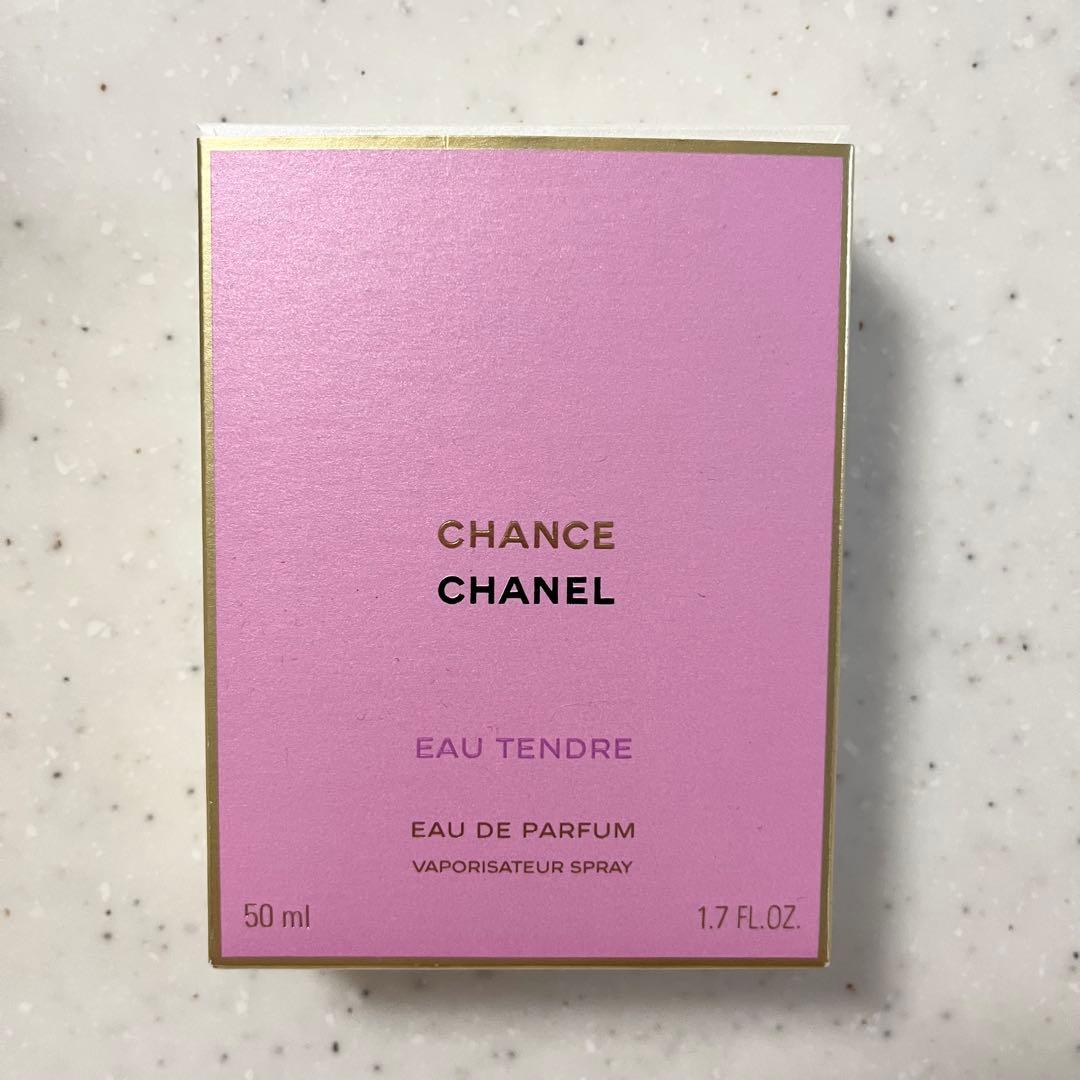 CHANCE
CHANEL
EAU TENDRE
EAU DE PARFUM
VAPORISATEUR SPRAY
50 ml 1.7 FL.OZ.